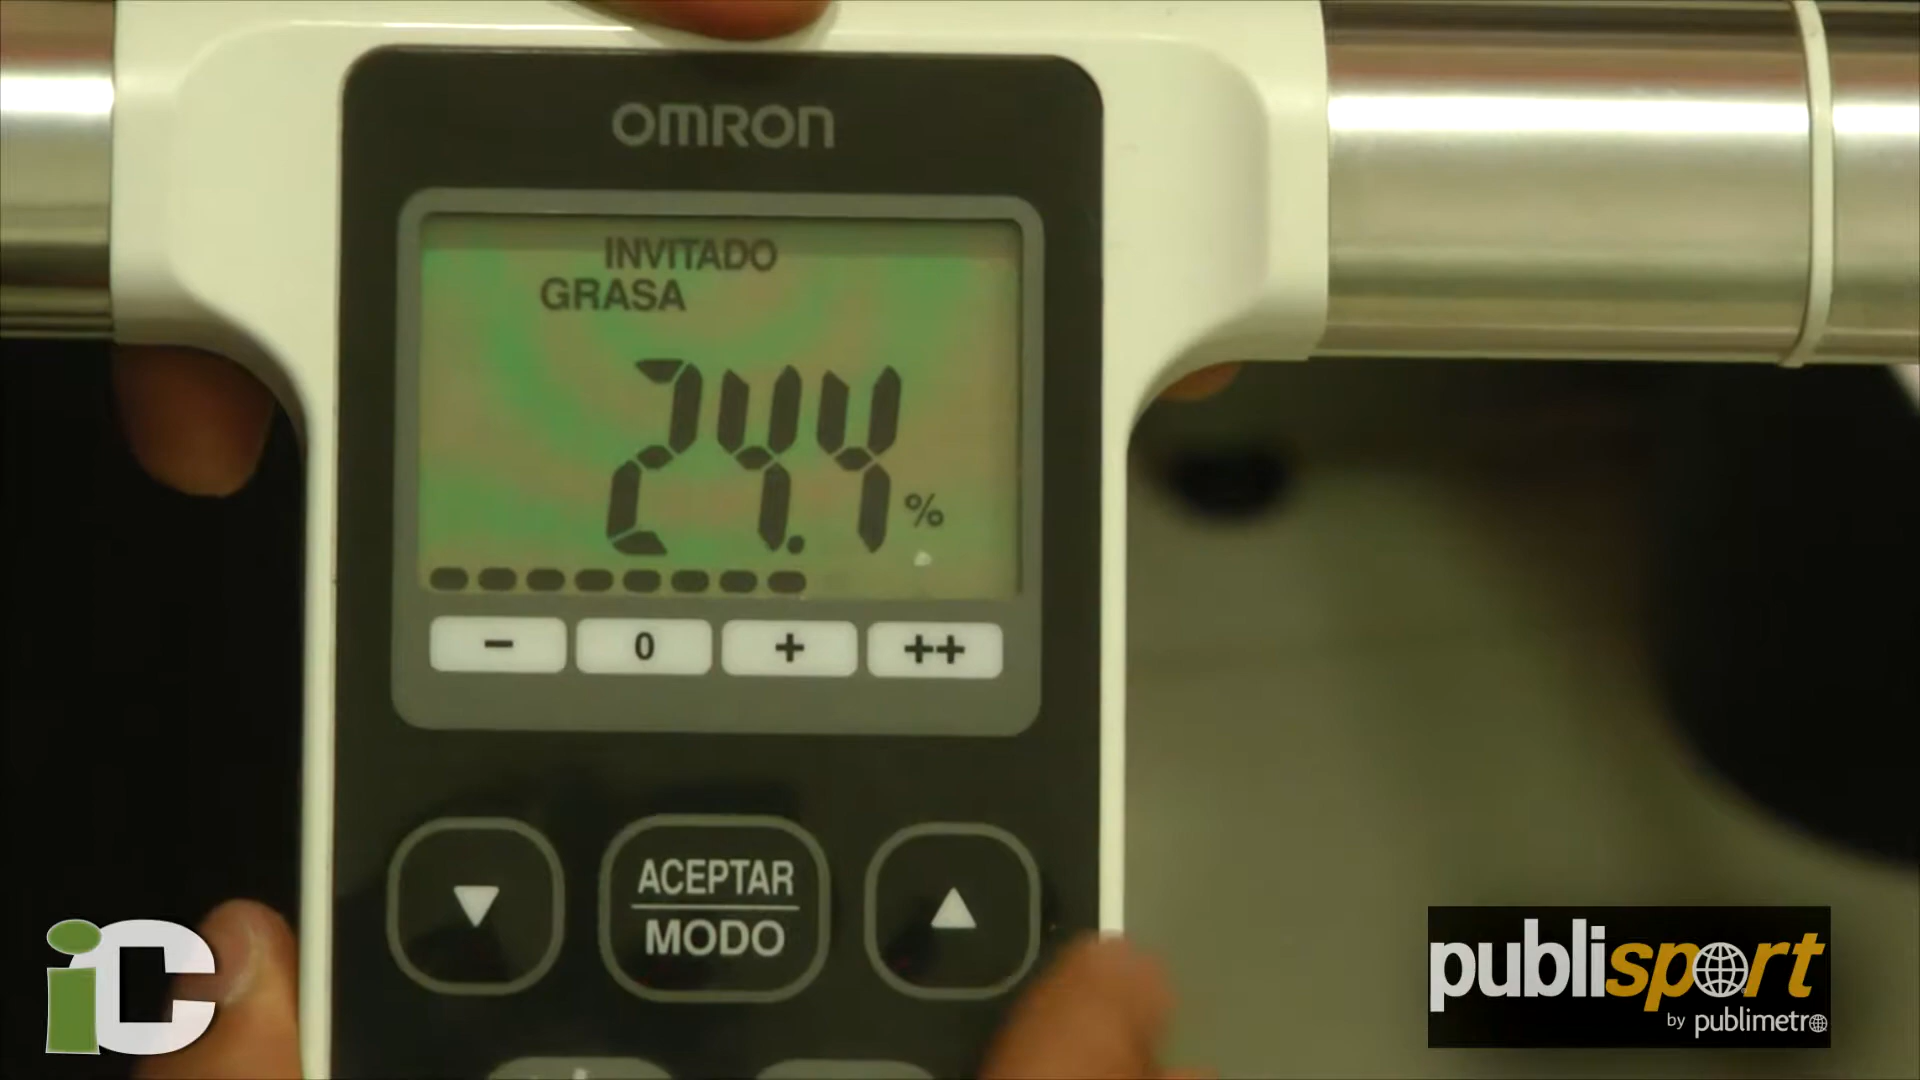 OMRON
INVITADO
GRASA
24.4 %
− 0 + ++
ACEPTAR
MODO
iC
publisport
by publimetro